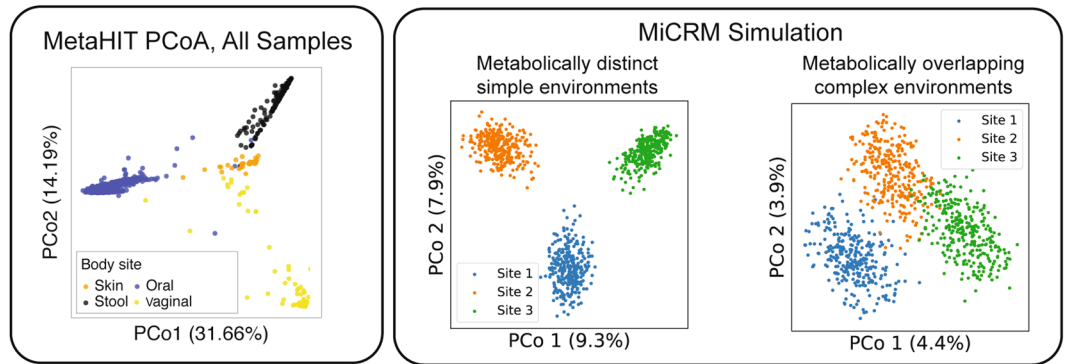 MetaHIT PCoA, All Samples
PCo2 (14.19%)
Body site
Skin
Oral
Stool
vaginal
PCo1 (31.66%)
MiCRM Simulation
Metabolically distinct
simple environments
PCo 2 (7.9%)
Site 1
Site 2
Site 3
PCo 1 (9.3%)
Metabolically overlapping
complex environments
PCo 2 (3.9%)
Site 1
Site 2
Site 3
PCo 1 (4.4%)